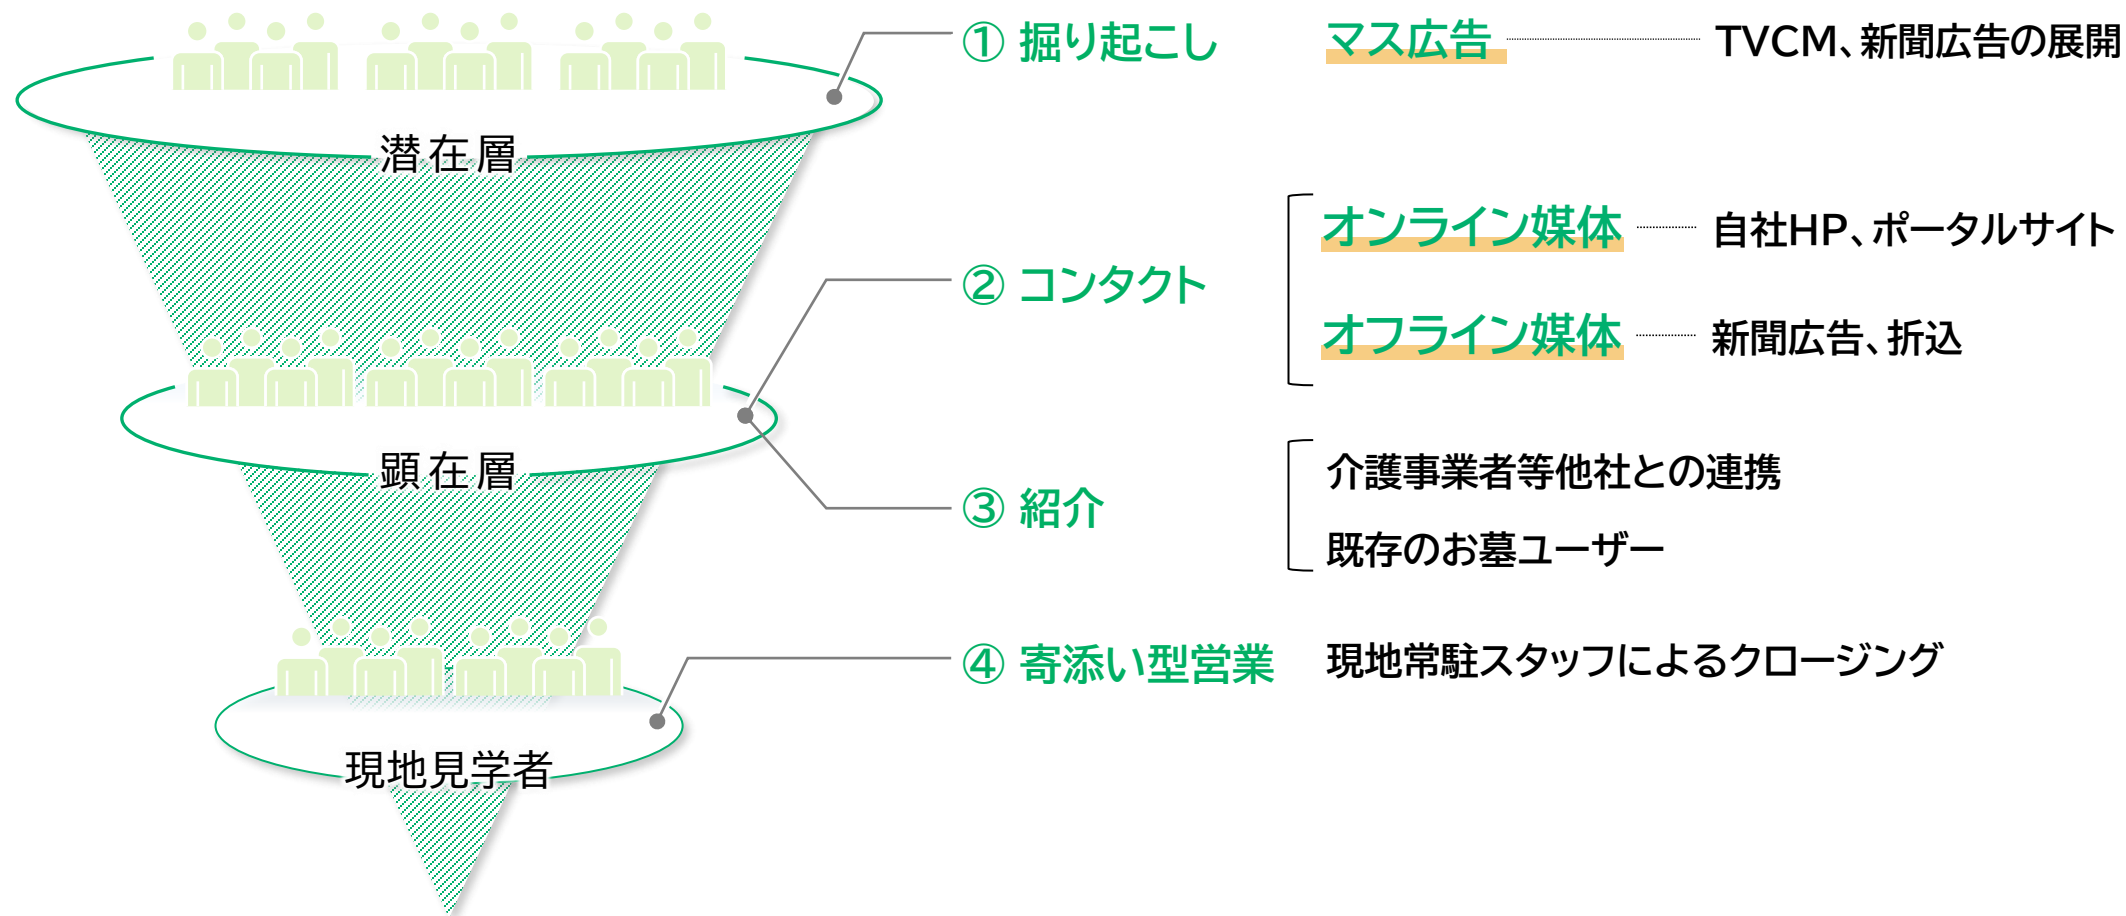 ① 掘り起こし マス広告 TVCM、新聞広告の展開
潜在層
オンライン媒体 自社HP、ポータルサイト
② コンタクト
オフライン媒体 新聞広告、折込
顕在層
介護事業者等他社との連携
③ 紹介
既存のお墓ユーザー
④ 寄添い型営業 現地常駐スタッフによるクロージング
現地見学者